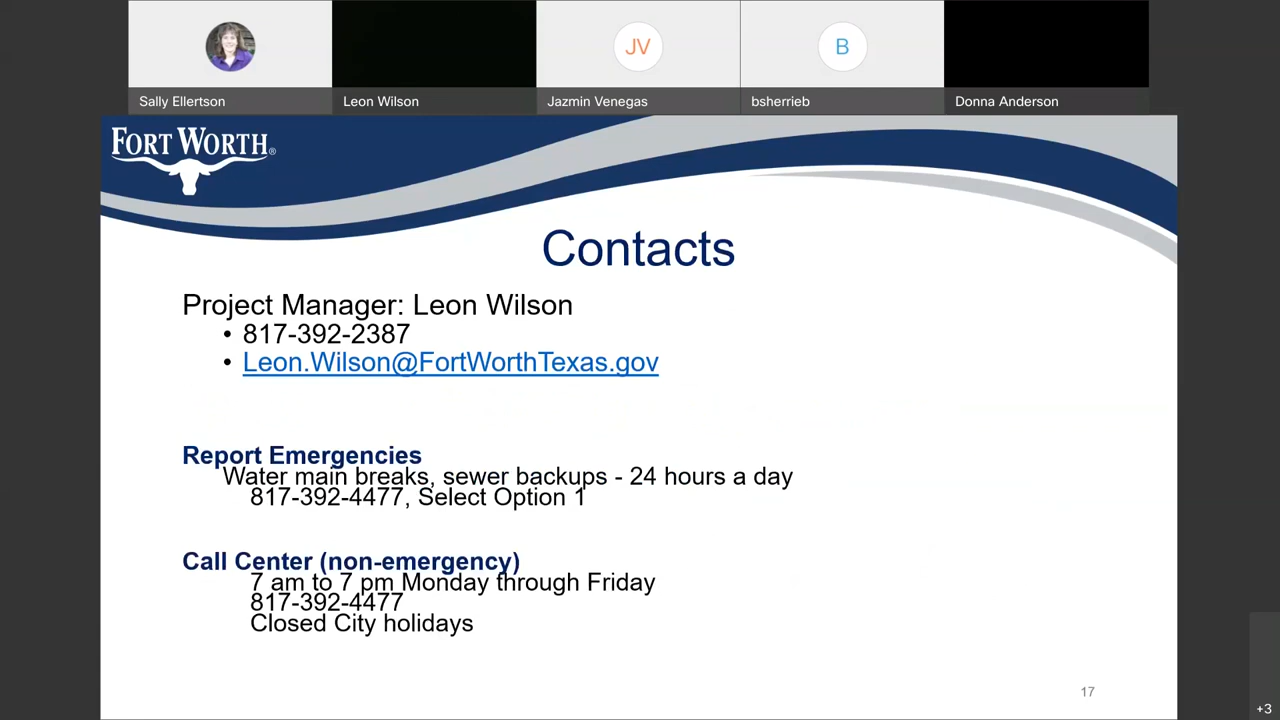 JV
B
Sally Ellertson
Leon Wilson
Jazmin Venegas
bsherrieb
Donna Anderson
FORT WORTH®
Contacts
Project Manager: Leon Wilson
• 817-392-2387
• Leon.Wilson@FortWorthTexas.gov
Report Emergencies
Water main breaks, sewer backups - 24 hours a day
817-392-4477, Select Option 1
Call Center (non-emergency)
7 am to 7 pm Monday through Friday
817-392-4477
Closed City holidays
17
+3